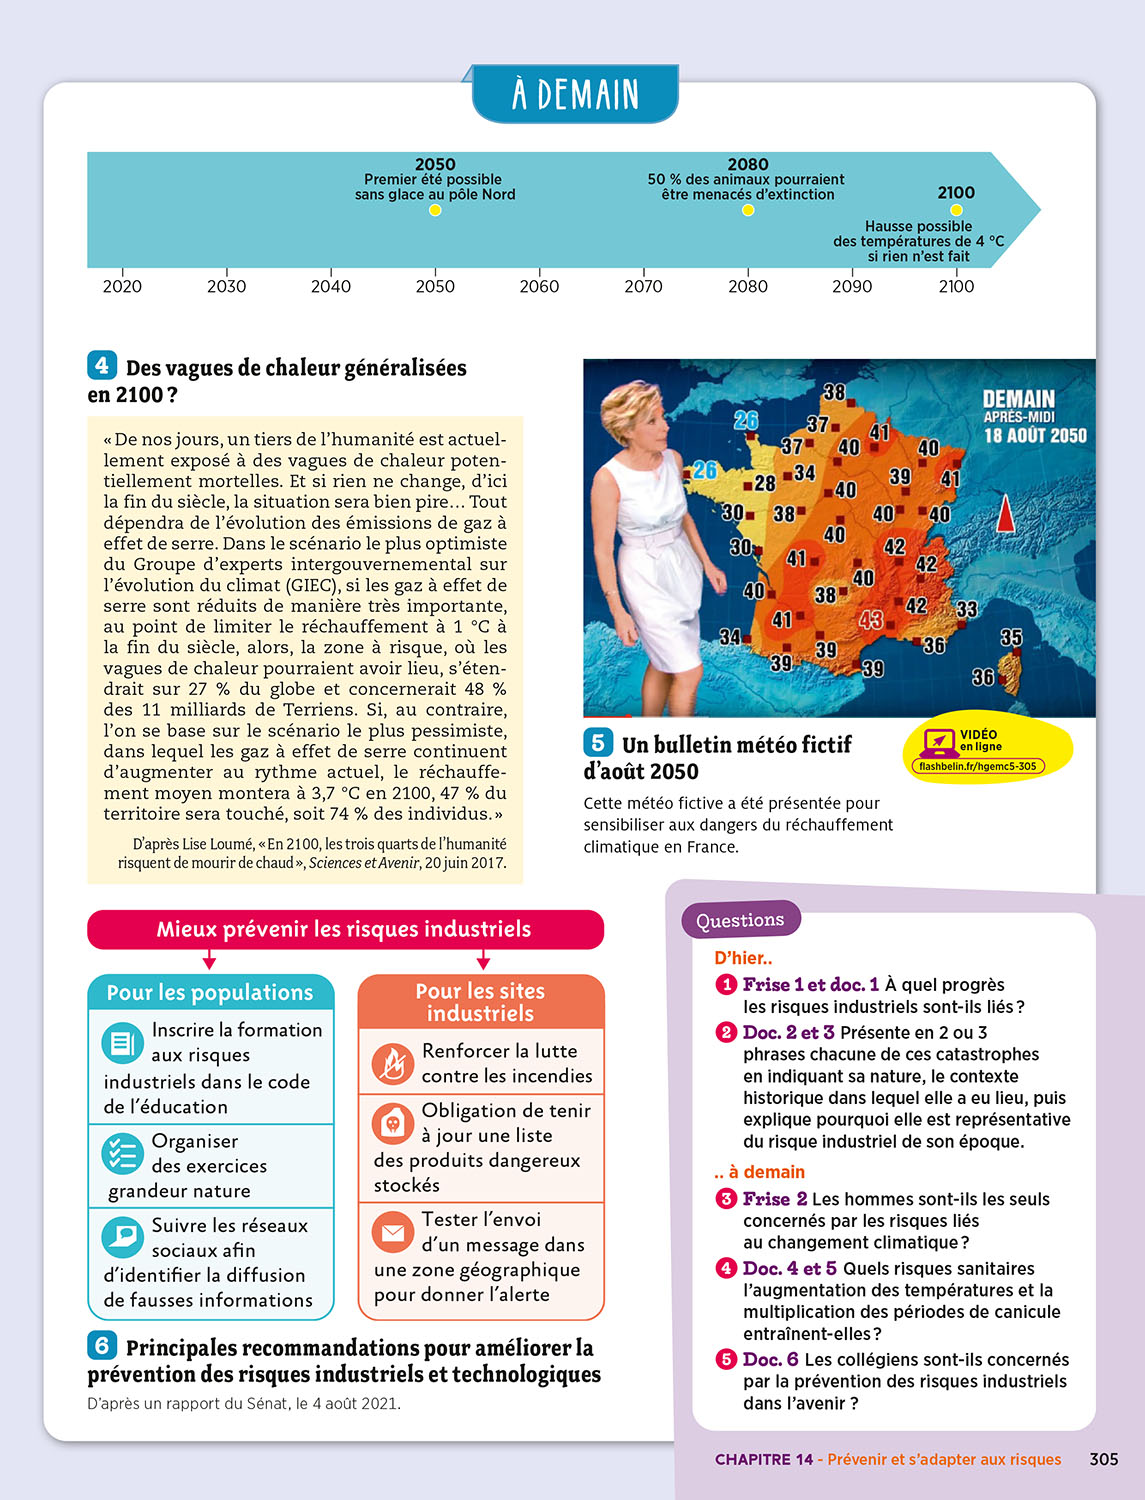 À DEMAIN
2050
Premier été possible
sans glace au pôle Nord
2080
50 % des animaux pourraient
être menacés d'extinction
2100
Hausse possible
des températures de 4 °C
si rien n'est fait
2020 2030 2040 2050 2060 2070 2080 2090 2100
4 Des vagues de chaleur généralisées
en 2100 ?
« De nos jours, un tiers de l'humanité est actuel-
lement exposé à des vagues de chaleur poten-
tiellement mortelles. Et si rien ne change, d'ici
la fin du siècle, la situation sera bien pire… Tout
dépendra de l'évolution des émissions de gaz à
effet de serre. Dans le scénario le plus optimiste
du Groupe d'experts intergouvernemental sur
l'évolution du climat (GIEC), si les gaz à effet de
serre sont réduits de manière très importante,
au point de limiter le réchauffement à 1 °C à
la fin du siècle, alors, la zone à risque, où les
vagues de chaleur pourraient avoir lieu, s'éten-
drait sur 27 % du globe et concernerait 48 %
des 11 milliards de Terriens. Si, au contraire,
l'on se base sur le scénario le plus pessimiste,
dans lequel les gaz à effet de serre continuent
d'augmenter au rythme actuel, le réchauffe-
ment moyen montera à 3,7 °C en 2100, 47 % du
territoire sera touché, soit 74 % des individus. »
D'après Lise Loumé, « En 2100, les trois quarts de l'humanité
risquent de mourir de chaud », Sciences et Avenir, 20 juin 2017.
DEMAIN
APRÈS-MIDI
18 AOÛT 2050
38
26 37 41
37 40 40
26 34 39 41
28 40
30 38 40 40
40
30 41 42
42
40 38 40
41 43 42 33
34 36 35
39 39 39
36
5 Un bulletin météo fictif
d'août 2050
VIDÉO
en ligne
flashbelin.fr/hgemc5-305
Cette météo fictive a été présentée pour
sensibiliser aux dangers du réchauffement
climatique en France.
Mieux prévenir les risques industriels
Pour les populations
Inscrire la formation
aux risques
industriels dans le code
de l'éducation
Organiser
des exercices
grandeur nature
Suivre les réseaux
sociaux afin
d'identifier la diffusion
de fausses informations
Pour les sites
industriels
Renforcer la lutte
contre les incendies
Obligation de tenir
à jour une liste
des produits dangereux
stockés
Tester l'envoi
d'un message dans
une zone géographique
pour donner l'alerte
6 Principales recommandations pour améliorer la
prévention des risques industriels et technologiques
D'après un rapport du Sénat, le 4 août 2021.
Questions
D'hier..
1 Frise 1 et doc. 1 À quel progrès
les risques industriels sont-ils liés ?
2 Doc. 2 et 3 Présente en 2 ou 3
phrases chacune de ces catastrophes
en indiquant sa nature, le contexte
historique dans lequel elle a eu lieu, puis
explique pourquoi elle est représentative
du risque industriel de son époque.
.. à demain
3 Frise 2 Les hommes sont-ils les seuls
concernés par les risques liés
au changement climatique ?
4 Doc. 4 et 5 Quels risques sanitaires
l'augmentation des températures et la
multiplication des périodes de canicule
entraînent-elles ?
5 Doc. 6 Les collégiens sont-ils concernés
par la prévention des risques industriels
dans l'avenir ?
CHAPITRE 14 - Prévenir et s'adapter aux risques 305